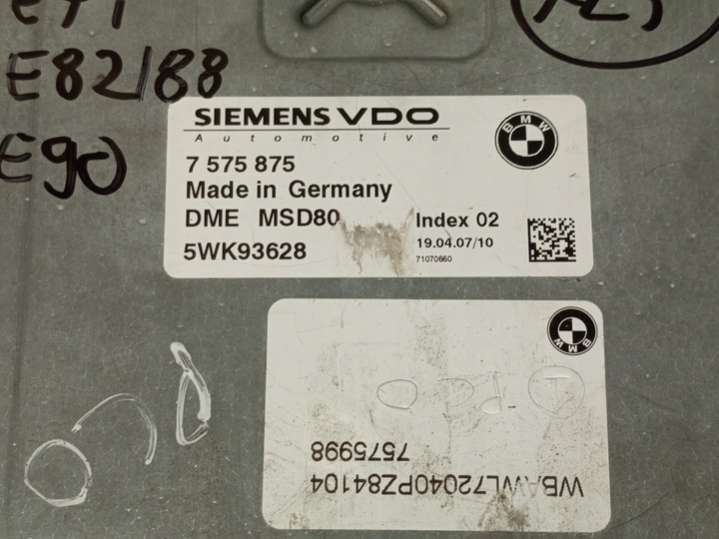 E82/88
E90
SIEMENS VDO
Automotive
BMW
7 575 875
Made in Germany
DME MSD80
Index 02
5WK93628
19.04.07/10
71070660
BMW
7575998
WBAWL72040PZ84104